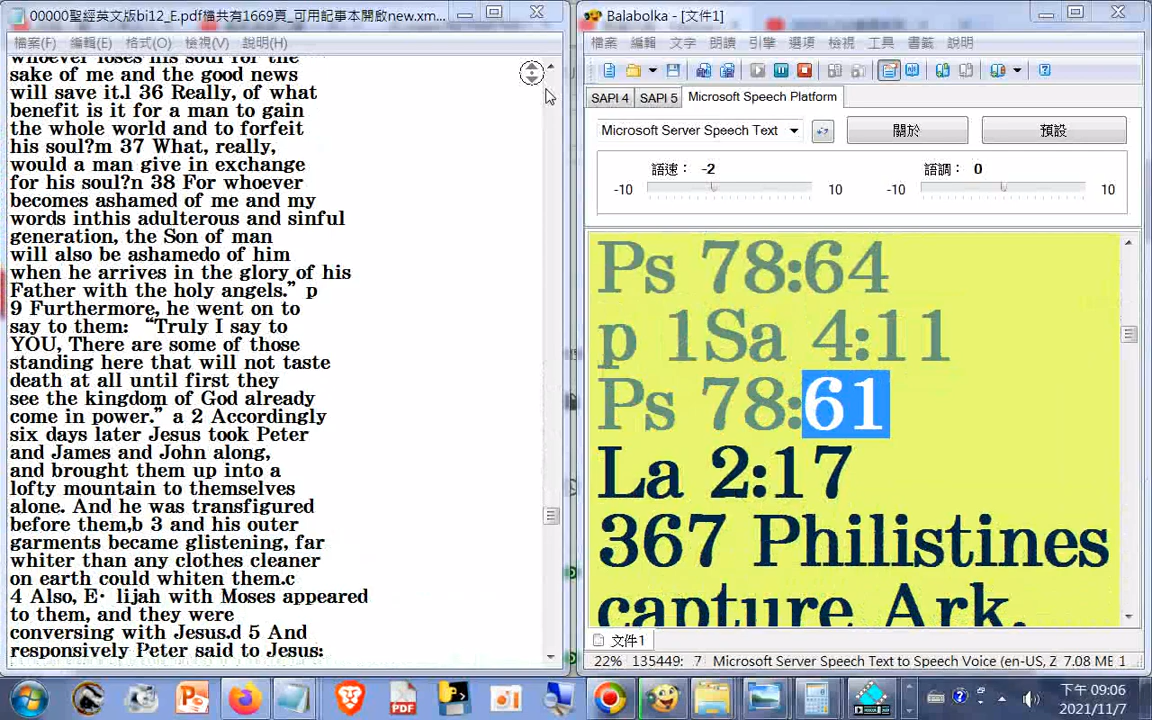 00000聖經英文版bi12_E.pdf檔共有1669頁_可用記事本開啟new.xm...
檔案(F) 編輯(E) 格式(O) 檢視(V) 說明(H)
whoever loses his soul for the
sake of me and the good news
will save it.l 36 Really, of what
benefit is it for a man to gain
the whole world and to forfeit
his soul?m 37 What, really,
would a man give in exchange
for his soul?n 38 For whoever
becomes ashamed of me and my
words inthis adulterous and sinful
generation, the Son of man
will also be ashamedo of him
when he arrives in the glory of his
Father with the holy angels.” p
9 Furthermore, he went on to
say to them: “Truly I say to
YOU, There are some of those
standing here that will not taste
death at all until first they
see the kingdom of God already
come in power.” a 2 Accordingly
six days later Jesus took Peter
and James and John along,
and brought them up into a
lofty mountain to themselves
alone. And he was transfigured
before them,b 3 and his outer
garments became glistening, far
whiter than any clothes cleaner
on earth could whiten them.c
4 Also, E· lijah with Moses appeared
to them, and they were
conversing with Jesus.d 5 And
responsively Peter said to Jesus:
Balabolka - [文件1]
檔案 編輯 文字 朗讀 引擎 選項 檢視 工具 書籤 說明
SAPI 4 SAPI 5 Microsoft Speech Platform
Microsoft Server Speech Text 關於 預設
語速： -2 語調： 0
-10 10 -10 10
Ps 78:64
p 1Sa 4:11
Ps 78:61
La 2:17
367 Philistines
capture Ark.
文件1
22% 135449: 7 Microsoft Server Speech Text to Speech Voice (en-US, Z 7.08 MB 1
PDF
下午 09:06
2021/11/7